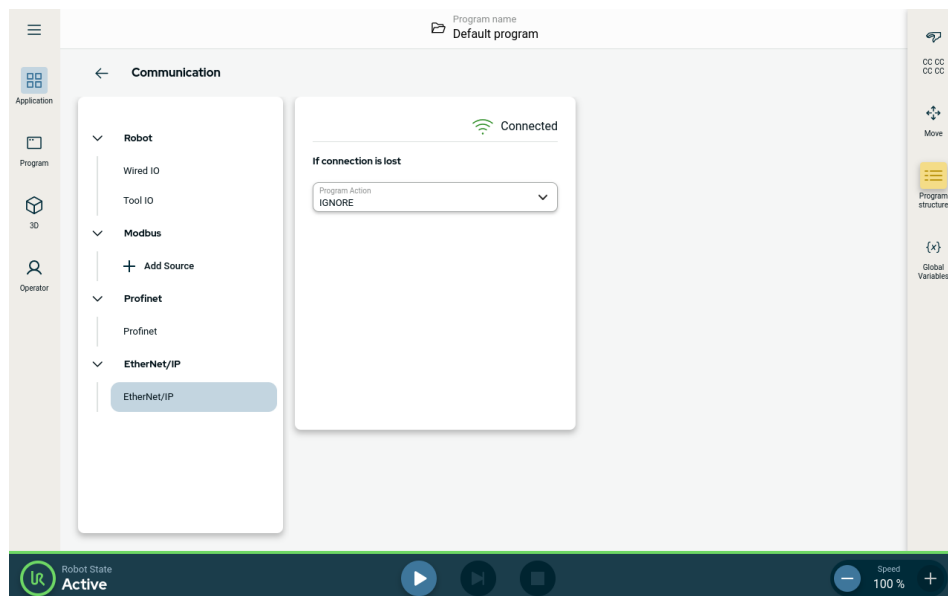 Program name
Default program
Application
Program
3D
Operator
Communication
Robot
Wired IO
Tool IO
Modbus
Add Source
Profinet
Profinet
EtherNet/IP
EtherNet/IP
Connected
If connection is lost
Program Action
IGNORE
CC CC
CC CC
Move
Program
structure
{x}
Global
Variables
UR
Robot State
Active
Speed
100 %